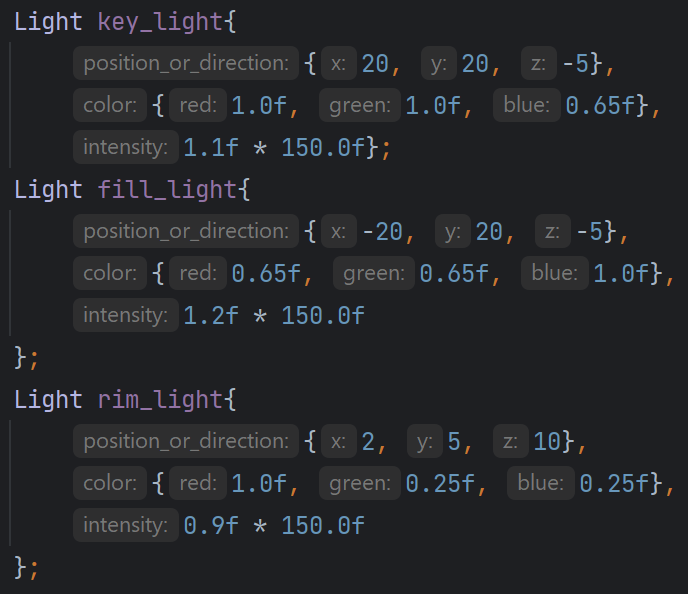 Light key_light{
position_or_direction: {x: 20, y: 20, z: -5},
color: {red: 1.0f, green: 1.0f, blue: 0.65f},
intensity: 1.1f * 150.0f};
Light fill_light{
position_or_direction: {x: -20, y: 20, z: -5},
color: {red: 0.65f, green: 0.65f, blue: 1.0f},
intensity: 1.2f * 150.0f
};
Light rim_light{
position_or_direction: {x: 2, y: 5, z: 10},
color: {red: 1.0f, green: 0.25f, blue: 0.25f},
intensity: 0.9f * 150.0f
};